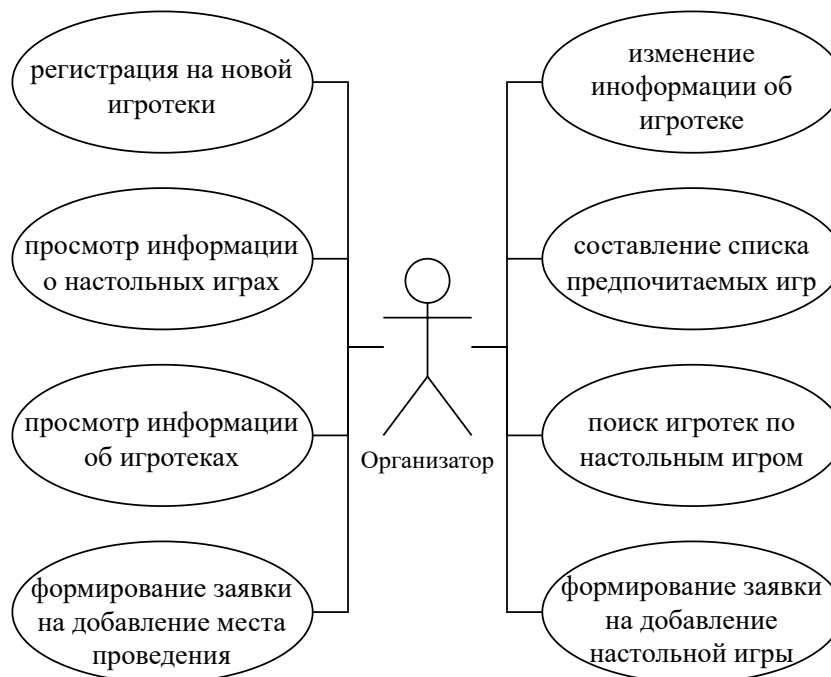 регистрация на новой
игротеки
изменение
иноформации об
игротеке
просмотр информации
о настольных играх
составление списка
предпочитаемых игр
просмотр информации
об игротеках
Организатор
поиск игротек по
настольным игром
формирование заявки
на добавление места
проведения
формирование заявки
на добавление
настольной игры